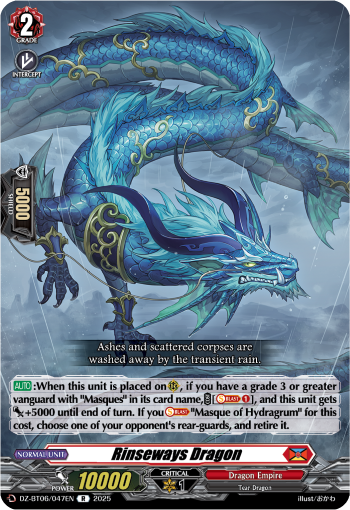 2
GRADE
INTERCEPT
5000
SHIELD
Ashes and scattered corpses are
washed away by the transient rain.
AUTO:When this unit is placed on , if you have a grade 3 or greater
vanguard with "Masques" in its card name, [BLAST 1], and this unit gets
+5000 until end of turn. If you BLAST "Masque of Hydragrum" for this
cost, choose one of your opponent's rear-guards, and retire it.
NORMAL UNIT
Rinseways Dragon
POWER 10000
CRITICAL
1
Dragon Empire
Tear Dragon
DZ-BT06/047EN R 2025
illust/おかわ